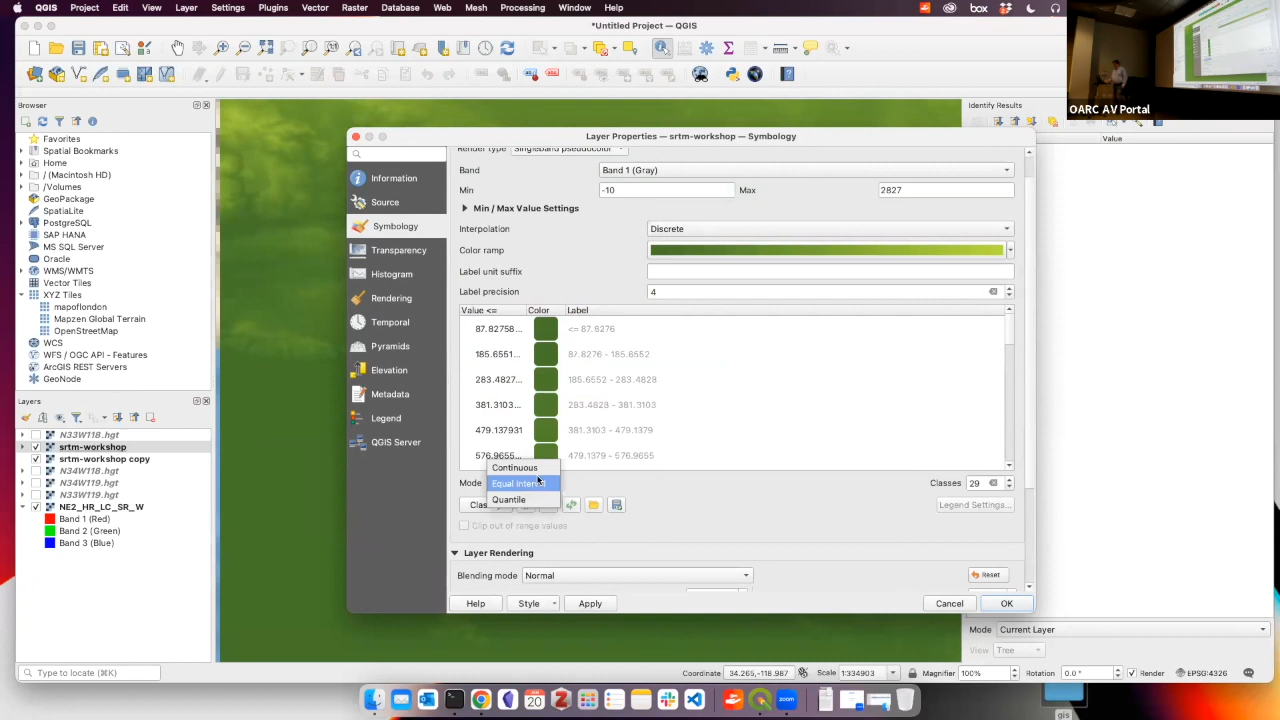 QGIS Project Edit View Layer Settings Plugins Vector Raster Database Web Mesh Processing Window Help
box
*Untitled Project — QGIS
OARC AV Portal
Browser
Favorites
Spatial Bookmarks
Home
/ (Macintosh HD)
/Volumes
GeoPackage
SpatiaLite
PostgreSQL
SAP HANA
MS SQL Server
Oracle
WMS/WMTS
Vector Tiles
XYZ Tiles
mapoflondon
Mapzen Global Terrain
OpenStreetMap
WCS
WFS / OGC API - Features
ArcGIS REST Servers
GeoNode
Layers
N33W118.hgt
srtm-workshop
srtm-workshop copy
N34W118.hgt
N34W119.hgt
N33W119.hgt
NE2_HR_LC_SR_W
Band 1 (Red)
Band 2 (Green)
Band 3 (Blue)
Layer Properties — srtm-workshop — Symbology
Information
Source
Symbology
Transparency
Histogram
Rendering
Temporal
Pyramids
Elevation
Metadata
Legend
QGIS Server
Render type Singleband pseudocolor
Band Band 1 (Gray)
Min -10 Max 2827
Min / Max Value Settings
Interpolation Discrete
Color ramp
Label unit suffix
Label precision 4
Value <= Color Label
87.82758... <= 87.8276
185.6551... 87.8276 - 185.6552
283.4827... 185.6552 - 283.4828
381.3103... 283.4828 - 381.3103
479.137931 381.3103 - 479.1379
576.9655... 479.1379 - 576.9655
Continuous
Mode Equal Interval Classes 29
Quantile
Clas
Legend Settings...
Clip out of range values
Layer Rendering
Blending mode Normal Reset
Help Style Apply Cancel OK
Identify Results
Value
Mode Current Layer
View Tree
Type to locate (⌘K) Coordinate 34.265,-118.987 Scale 1:334903 Magnifier 100% Rotation 0.0 ° Render EPSG:4326
JAN
20
zoom
gis